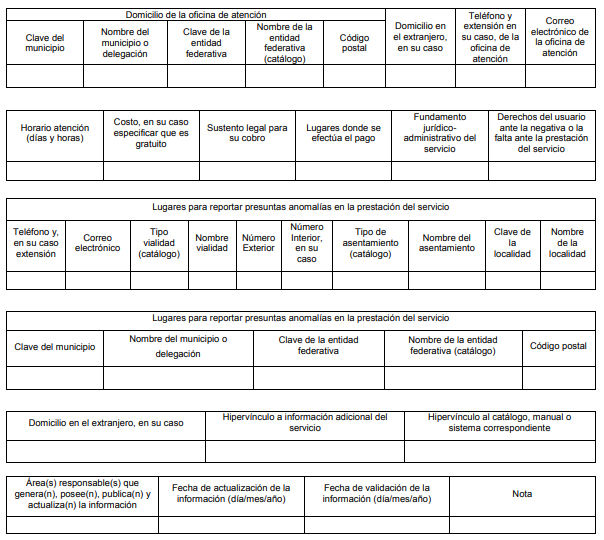 Domicilio de la oficina de atención
Clave del municipio
Nombre del municipio o delegación
Clave de la entidad federativa
Nombre de la entidad federativa (catálogo)
Código postal
Domicilio en el extranjero, en su caso
Teléfono y extensión en su caso, de la oficina de atención
Correo electrónico de la oficina de atención
Horario atención (días y horas)
Costo, en su caso especificar que es gratuito
Sustento legal para su cobro
Lugares donde se efectúa el pago
Fundamento jurídico-administrativo del servicio
Derechos del usuario ante la negativa o la falta ante la prestación del servicio
Lugares para reportar presuntas anomalías en la prestación del servicio
Teléfono y, en su caso extensión
Correo electrónico
Tipo vialidad (catálogo)
Nombre vialidad
Número Exterior
Número Interior, en su caso
Tipo de asentamiento (catálogo)
Nombre del asentamiento
Clave de la localidad
Nombre de la localidad
Lugares para reportar presuntas anomalías en la prestación del servicio
Clave del municipio
Nombre del municipio o delegación
Clave de la entidad federativa
Nombre de la entidad federativa (catálogo)
Código postal
Domicilio en el extranjero, en su caso
Hipervínculo a información adicional del servicio
Hipervínculo al catálogo, manual o sistema correspondiente
Área(s) responsable(s) que genera(n), posee(n), publica(n) y actualiza(n) la información
Fecha de actualización de la información (día/mes/año)
Fecha de validación de la información (día/mes/año)
Nota